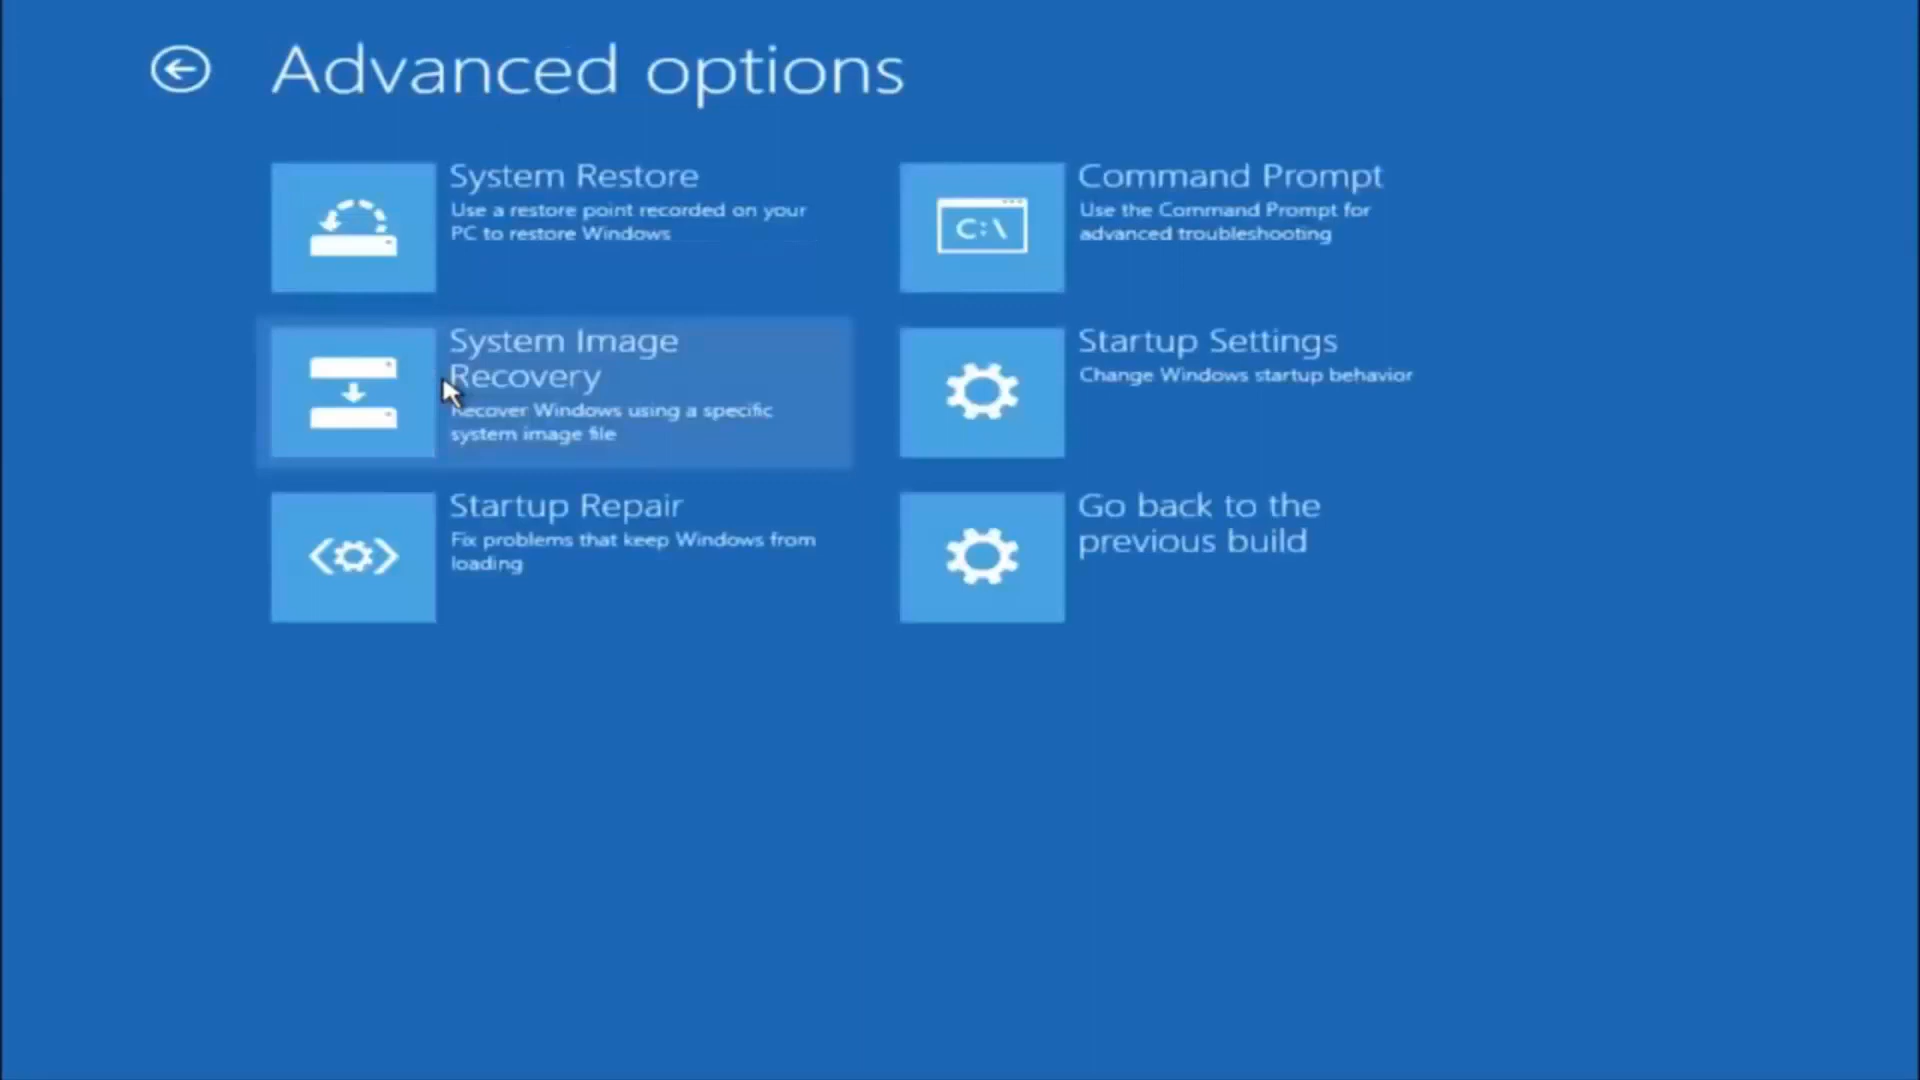 Advanced options
System Restore
Use a restore point recorded on your
PC to restore Windows
System Image
Recovery
Recover Windows using a specific
system image file
Startup Repair
Fix problems that keep Windows from
loading
C:\
Command Prompt
Use the Command Prompt for
advanced troubleshooting
Startup Settings
Change Windows startup behavior
Go back to the
previous build